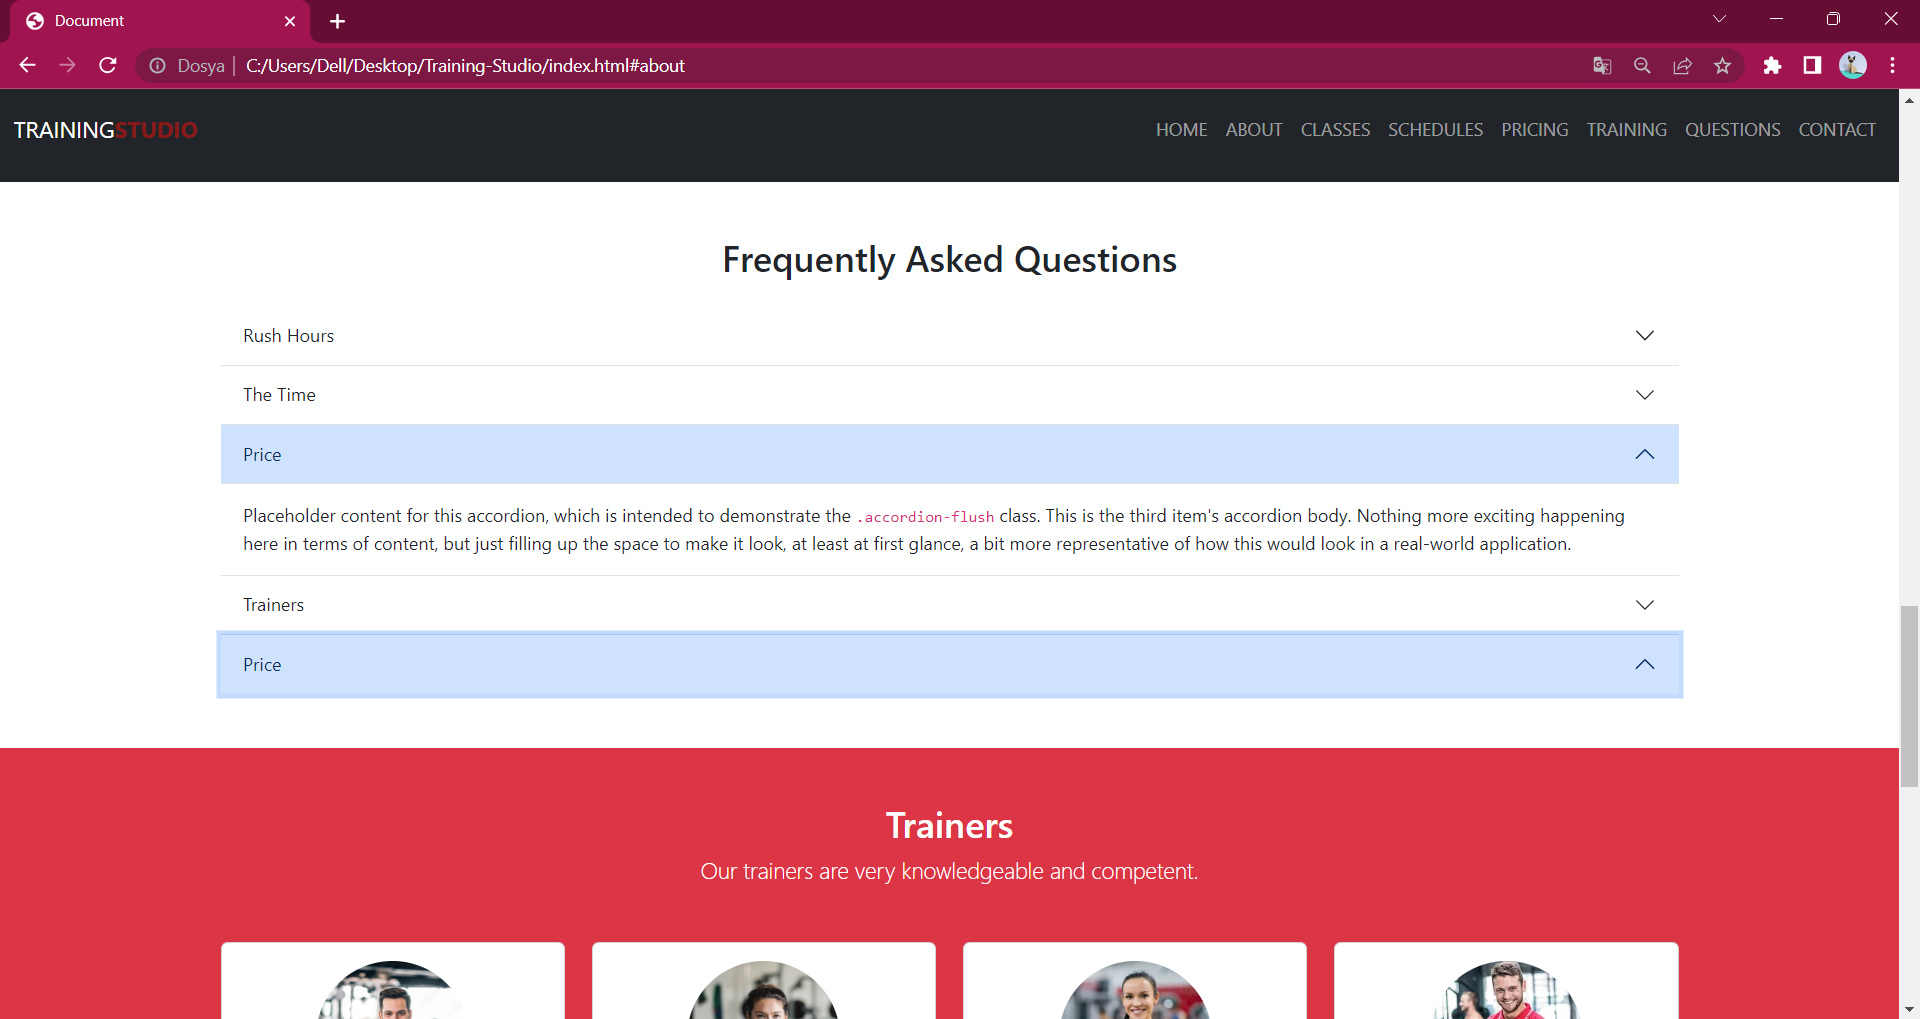 Document
Dosya | C:/Users/Dell/Desktop/Training-Studio/index.html#about
TRAININGSTUDIO HOME ABOUT CLASSES SCHEDULES PRICING TRAINING QUESTIONS CONTACT
Frequently Asked Questions
Rush Hours
The Time
Price
Placeholder content for this accordion, which is intended to demonstrate the .accordion-flush class. This is the third item's accordion body. Nothing more exciting happening
here in terms of content, but just filling up the space to make it look, at least at first glance, a bit more representative of how this would look in a real-world application.
Trainers
Price
Trainers
Our trainers are very knowledgeable and competent.